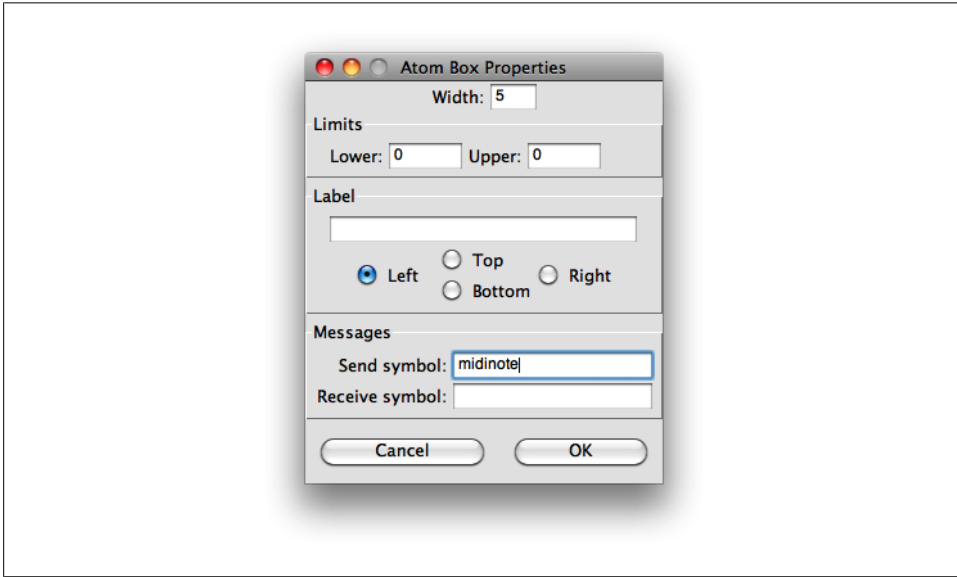 Atom Box Properties
Width: 5
Limits
Lower: 0 Upper: 0
Label
Top
Left Right
Bottom
Messages
Send symbol: midinote
Receive symbol:
Cancel OK